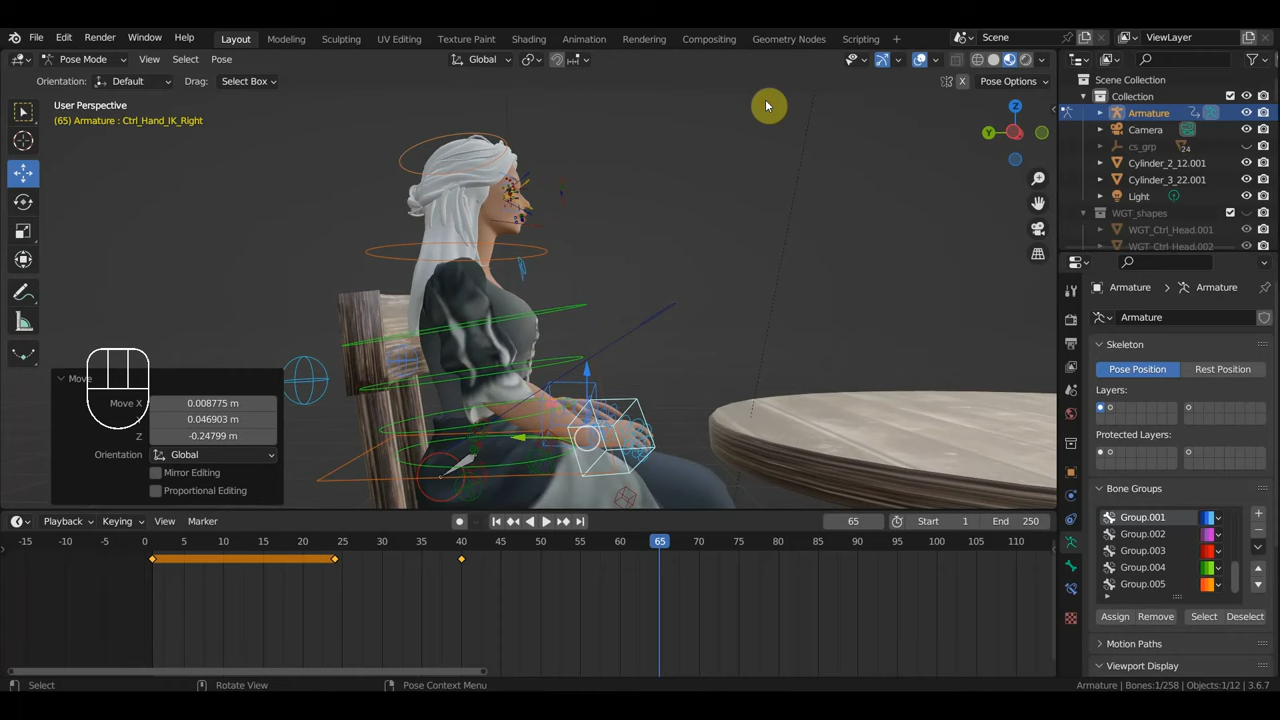 File Edit Render Window Help Layout Modeling Sculpting UV Editing Texture Paint Shading Animation Rendering Compositing Geometry Nodes Scripting + Scene ViewLayer
Pose Mode View Select Pose Global
Orientation: Default Drag: Select Box X Pose Options
User Perspective
(65) Armature : Ctrl_Hand_IK_Right
Z
Y
Scene Collection
Collection
Armature
Camera
cs_grp 24
Cylinder_2_12.001
Cylinder_3_22.001
Light
WGT_shapes
WGT_Ctrl_Head.001
WGT_Ctrl_Head.002
Armature > Armature
Armature
Skeleton
Pose Position Rest Position
Layers:
Protected Layers:
Bone Groups
Group.001
Group.002
Group.003
Group.004
Group.005
Assign Remove Select Deselect
Motion Paths
Viewport Display
Move
Move X 0.008775 m
0.046903 m
Z -0.24799 m
Orientation Global
Mirror Editing
Proportional Editing
Playback Keying View Marker 65 Start 1 End 250
-15 -10 -5 0 5 10 15 20 25 30 35 40 45 50 55 60 65 70 75 80 85 90 95 100 105 110
Select Rotate View Pose Context Menu Armature | Bones:1/258 | Objects:1/12 | 3.6.7